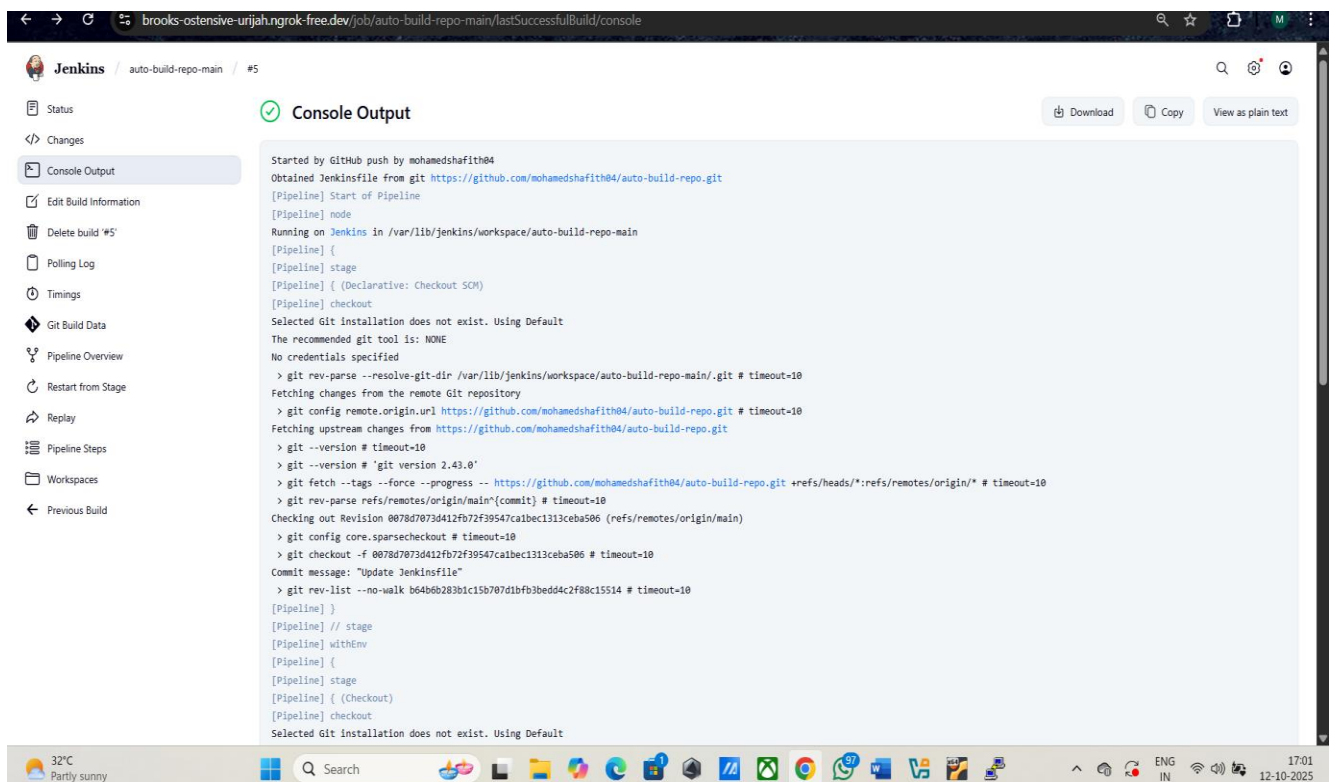 brooks-ostensive-urijah.ngrok-free.dev/job/auto-build-repo-main/lastSuccessfulBuild/console
M
Jenkins / auto-build-repo-main / #5
Status
Changes
Console Output
Edit Build Information
Delete build '#5'
Polling Log
Timings
Git Build Data
Pipeline Overview
Restart from Stage
Replay
Pipeline Steps
Workspaces
Previous Build
Console Output
Download
Copy
View as plain text
Started by GitHub push by mohamedshafith04
Obtained Jenkinsfile from git https://github.com/mohamedshafith04/auto-build-repo.git
[Pipeline] Start of Pipeline
[Pipeline] node
Running on Jenkins in /var/lib/jenkins/workspace/auto-build-repo-main
[Pipeline] {
[Pipeline] stage
[Pipeline] { (Declarative: Checkout SCM)
[Pipeline] checkout
Selected Git installation does not exist. Using Default
The recommended git tool is: NONE
No credentials specified
> git rev-parse --resolve-git-dir /var/lib/jenkins/workspace/auto-build-repo-main/.git # timeout=10
Fetching changes from the remote Git repository
> git config remote.origin.url https://github.com/mohamedshafith04/auto-build-repo.git # timeout=10
Fetching upstream changes from https://github.com/mohamedshafith04/auto-build-repo.git
> git --version # timeout=10
> git --version # 'git version 2.43.0'
> git fetch --tags --force --progress -- https://github.com/mohamedshafith04/auto-build-repo.git +refs/heads/*:refs/remotes/origin/* # timeout=10
> git rev-parse refs/remotes/origin/main^{commit} # timeout=10
Checking out Revision 0078d7073d412fb72f39547ca1bec1313ceba506 (refs/remotes/origin/main)
> git config core.sparsecheckout # timeout=10
> git checkout -f 0078d7073d412fb72f39547ca1bec1313ceba506 # timeout=10
Commit message: "Update Jenkinsfile"
> git rev-list --no-walk b64b6b283b1c15b707d1bfb3bedd4c2f88c15514 # timeout=10
[Pipeline] }
[Pipeline] // stage
[Pipeline] withEnv
[Pipeline] {
[Pipeline] stage
[Pipeline] { (Checkout)
[Pipeline] checkout
Selected Git installation does not exist. Using Default
32°C
Partly sunny
Search
97
ENG
IN
17:01
12-10-2025